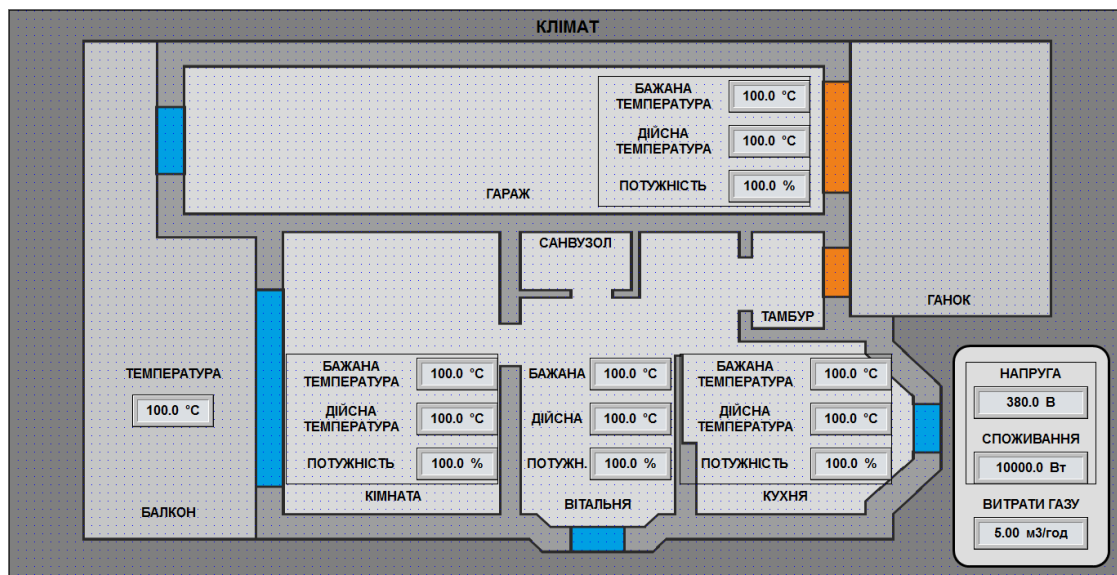 КЛІМАТ
БАЖАНА
ТЕМПЕРАТУРА
100.0 °C
ДІЙСНА
ТЕМПЕРАТУРА
100.0 °C
ПОТУЖНІСТЬ
100.0 %
ГАРАЖ
САНВУЗОЛ
ТАМБУР
ГАНОК
ТЕМПЕРАТУРА
100.0 °C
БАЛКОН
БАЖАНА
ТЕМПЕРАТУРА
100.0 °C
ДІЙСНА
ТЕМПЕРАТУРА
100.0 °C
ПОТУЖНІСТЬ
100.0 %
КІМНАТА
БАЖАНА
100.0 °C
ДІЙСНА
100.0 °C
ПОТУЖН.
100.0 %
ВІТАЛЬНЯ
БАЖАНА
ТЕМПЕРАТУРА
100.0 °C
ДІЙСНА
ТЕМПЕРАТУРА
100.0 °C
ПОТУЖНІСТЬ
100.0 %
КУХНЯ
НАПРУГА
380.0 В
СПОЖИВАННЯ
10000.0 Вт
ВИТРАТИ ГАЗУ
5.00 м3/год